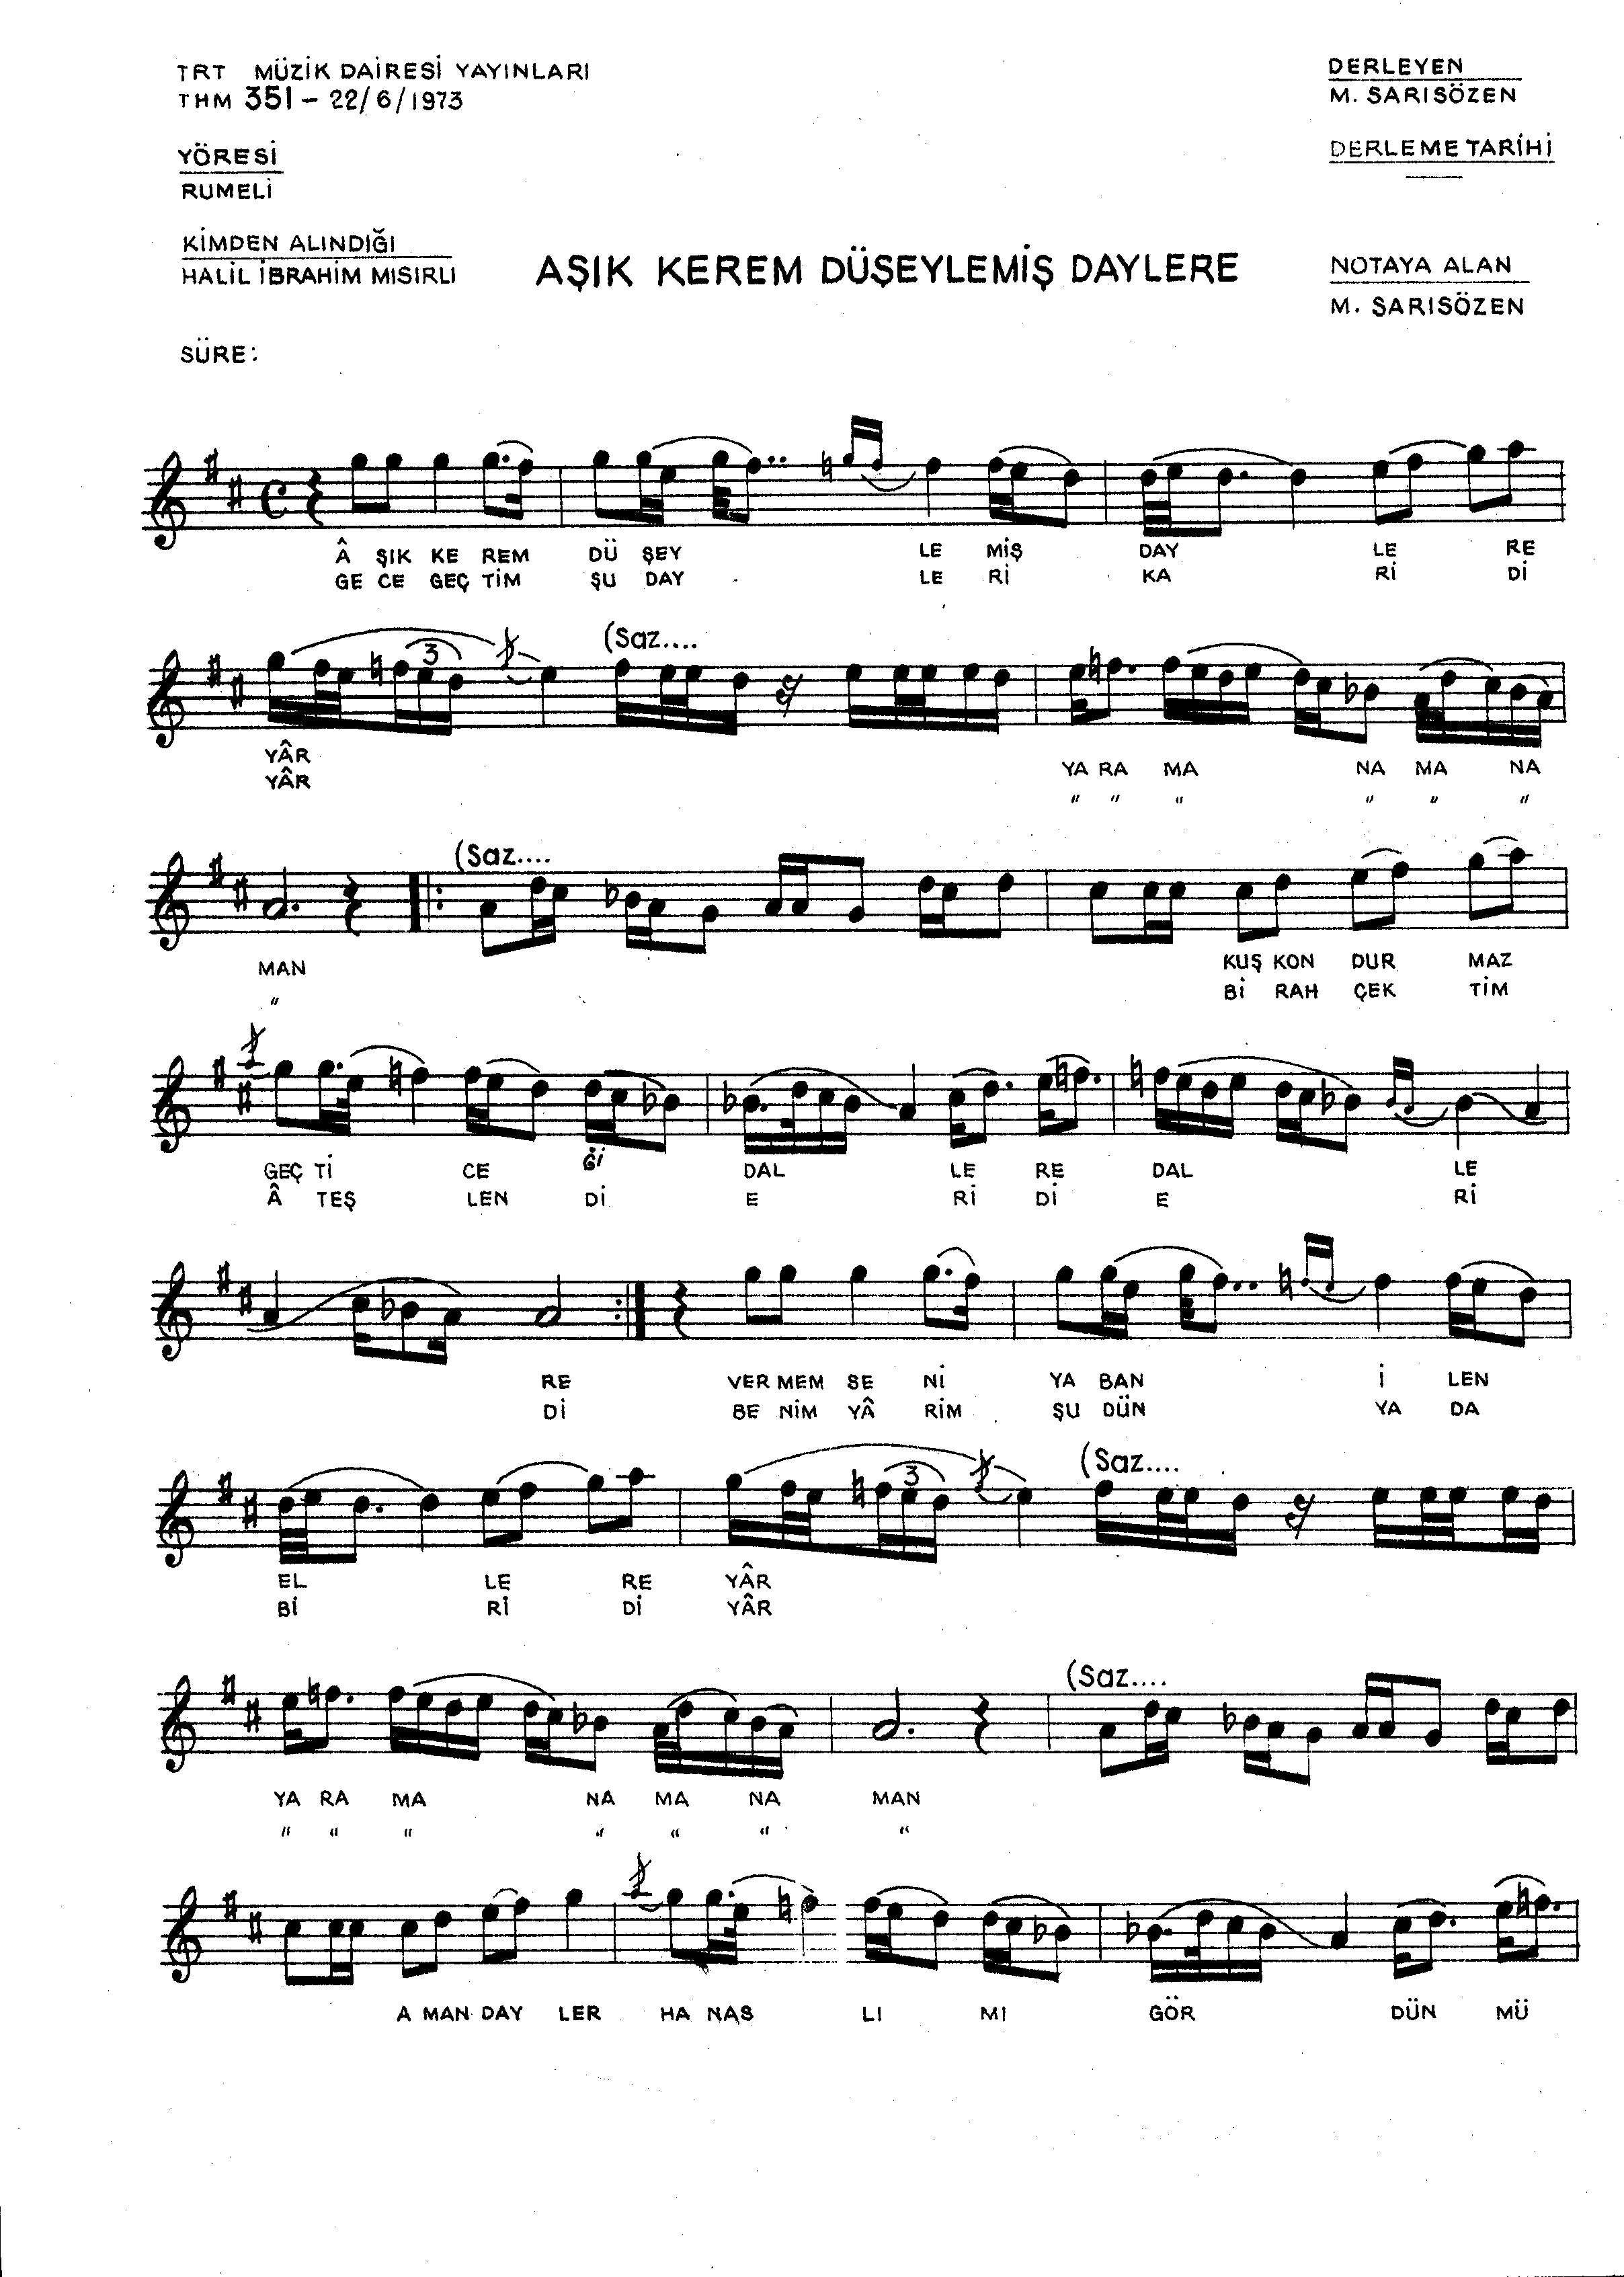 TRT MÜZİK DAİRESİ YAYINLARI
THM 351 - 22/6/1973
DERLEYEN
M. SARISÖZEN
YÖRESİ
RUMELİ
DERLEME TARİHİ
KİMDEN ALINDIĞI
HALİL İBRAHİM MISIRLI
AŞIK KEREM DÜŞEYLEMİŞ DAYLERE
NOTAYA ALAN
M. SARISÖZEN
SÜRE:
 ŞIK KE REM DÜ ŞEY LE MİŞ DAY LE RE
GE CE GEÇ TİM ŞU DAY LE Rİ KA Rİ Dİ
3 (Saz....
YÂR YA RA MA NA MA NA
YÂR " " " " " "
(Saz....
MAN KUŞ KON DUR MAZ
" Bİ RAH ÇEK TİM
GEÇ Tİ CE Ğİ DAL LE RE DAL LE
 TEŞ LEN Dİ E Rİ Dİ E Rİ
RE VER MEM SE Nİ YA BAN İ LEN
Dİ BE NİM YÂ RİM ŞU DÜN YA DA
3 (Saz....
EL LE RE YÂR
Bİ Rİ Dİ YÂR
(Saz....
YA RA MA NA MA NA MAN
" " " " " " "
A MAN DAY LER HA NAS LI MI GÖR DÜN MÜ